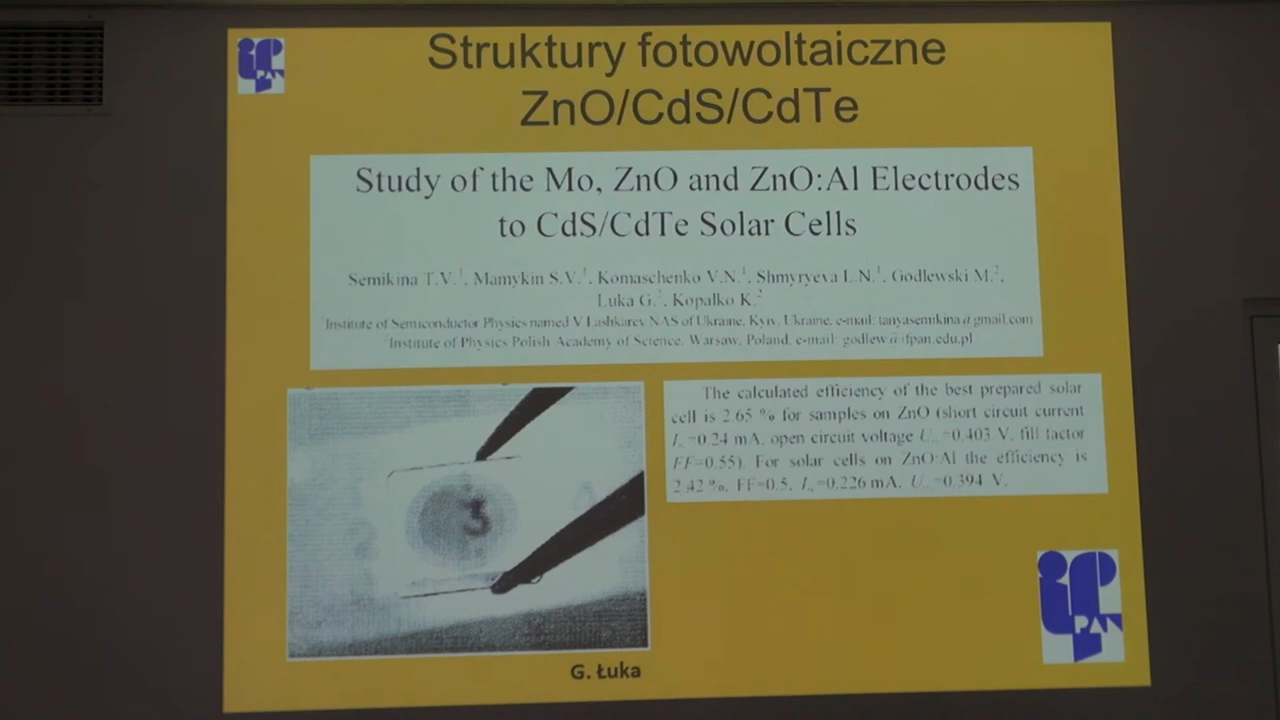 if PAN
Struktury fotowoltaiczne
ZnO/CdS/CdTe
Study of the Mo, ZnO and ZnO:Al Electrodes
to CdS/CdTe Solar Cells
Semikina T.V.¹, Mamykin S.V.¹, Komaschenko V.N.¹, Shmyryeva L.N.¹, Godlewski M.²,
Luka G.², Kopalko K.²
¹Institute of Semiconductor Physics named V Lashkarev NAS of Ukraine, Kyiv, Ukraine, e-mail: tanyasemikina@gmail.com
²Institute of Physics Polish Academy of Science, Warsaw, Poland, e-mail: godlew@ifpan.edu.pl
The calculated efficiency of the best prepared solar
cell is 2.65 % for samples on ZnO (short circuit current
I =0.24 mA, open circuit voltage U =0.403 V, fill factor
FF=0.55). For solar cells on ZnO:Al the efficiency is
2.42 %, FF=0.5, I =0.226 mA, U =0.394 V.
3
G. Łuka
if PAN